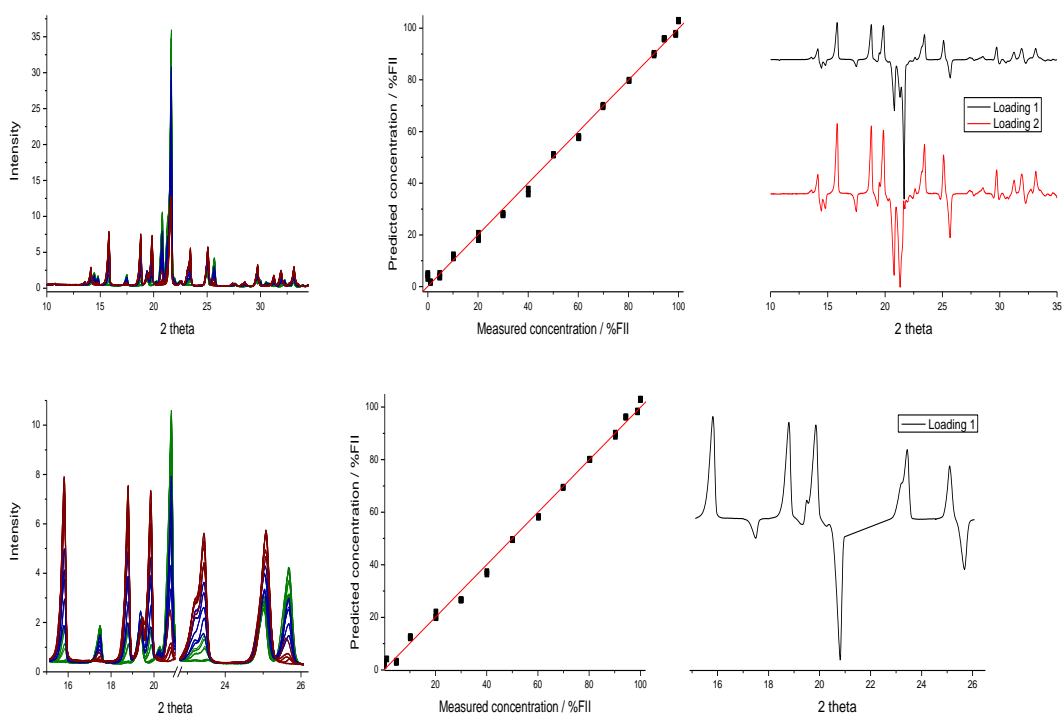 35
30
25
20
15
10
5
0
Intensity
10 15 20 25 30
2 theta
100
80
60
40
20
0
Predicted concentration / %FII
0 20 40 60 80 100
Measured concentration / %FII
Loading 1
Loading 2
10 15 20 25 30 35
2 theta
10
8
6
4
2
0
Intensity
15 16 17 18 19 20 24 26
2 theta
100
80
60
40
20
0
Predicted concentration / %FII
20 40 60 80 100
Measured concentration / %FII
Loading 1
16 18 20 22 24 26
2 theta